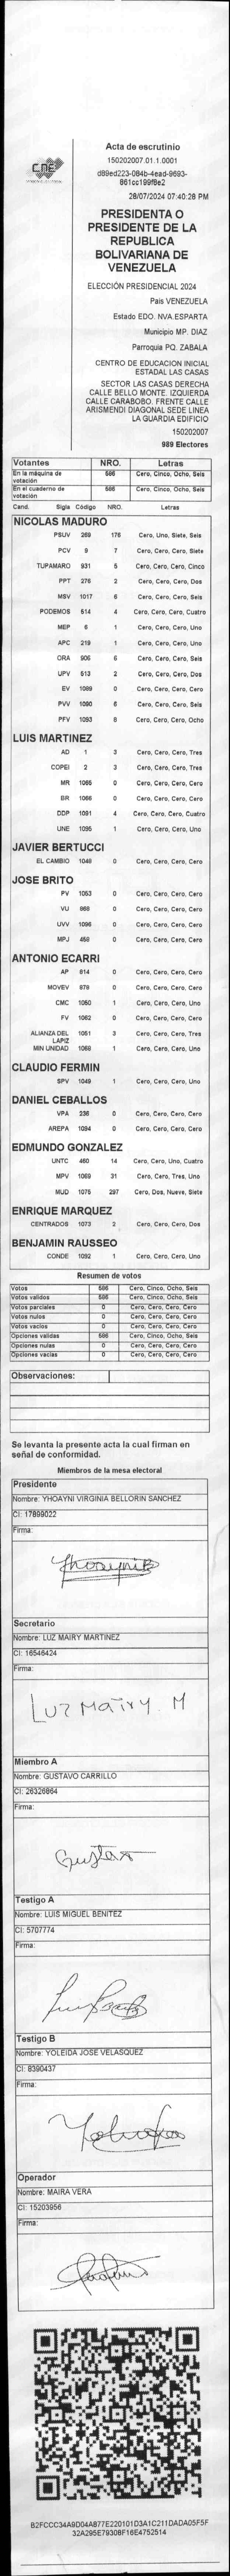 CNE
Acta de escrutinio
150202007.01.1.0001
d89ed223-084b-4ead-9693-
661cc199f8e2
28/07/2024 07:40:28 PM
PRESIDENTA O
PRESIDENTE DE LA
REPUBLICA
BOLIVARIANA DE
VENEZUELA
ELECCIÓN PRESIDENCIAL 2024
País VENEZUELA
Estado EDO. NVA.ESPARTA
Municipio MP. DIAZ
Parroquia PQ. ZABALA
CENTRO DE EDUCACION INICIAL
ESTADAL LAS CASAS
SECTOR LAS CASAS DERECHA
CALLE BELLO MONTE. IZQUIERDA
CALLE CARABOBO. FRENTE CALLE
ARISMENDI DIAGONAL SEDE LINEA
LA GUARDIA EDIFICIO
150202007
989 Electores
Votantes NRO. Letras
En la máquina de votación 586 Cero, Cinco, Ocho, Seis
En el cuaderno de votación 586 Cero, Cinco, Ocho, Seis
Cand. Sigla Código NRO. Letras
NICOLAS MADURO
PSUV 269 176 Cero, Uno, Siete, Seis
PCV 9 7 Cero, Cero, Cero, Siete
TUPAMARO 931 5 Cero, Cero, Cero, Cinco
PPT 276 2 Cero, Cero, Cero, Dos
MSV 1017 6 Cero, Cero, Cero, Seis
PODEMOS 514 4 Cero, Cero, Cero, Cuatro
MEP 6 1 Cero, Cero, Cero, Uno
APC 219 1 Cero, Cero, Cero, Uno
ORA 906 6 Cero, Cero, Cero, Seis
UPV 513 2 Cero, Cero, Cero, Dos
EV 1089 0 Cero, Cero, Cero, Cero
PVV 1090 6 Cero, Cero, Cero, Seis
PFV 1093 8 Cero, Cero, Cero, Ocho
LUIS MARTINEZ
AD 1 3 Cero, Cero, Cero, Tres
COPEI 2 3 Cero, Cero, Cero, Tres
MR 1065 0 Cero, Cero, Cero, Cero
BR 1066 0 Cero, Cero, Cero, Cero
DDP 1091 4 Cero, Cero, Cero, Cuatro
UNE 1095 1 Cero, Cero, Cero, Uno
JAVIER BERTUCCI
EL CAMBIO 1048 0 Cero, Cero, Cero, Cero
JOSE BRITO
PV 1053 0 Cero, Cero, Cero, Cero
VU 968 0 Cero, Cero, Cero, Cero
UVV 1096 0 Cero, Cero, Cero, Cero
MPJ 458 0 Cero, Cero, Cero, Cero
ANTONIO ECARRI
AP 814 0 Cero, Cero, Cero, Cero
MOVEV 979 0 Cero, Cero, Cero, Cero
CMC 1050 1 Cero, Cero, Cero, Uno
FV 1062 0 Cero, Cero, Cero, Cero
ALIANZA DEL LAPIZ 1051 3 Cero, Cero, Cero, Tres
MIN UNIDAD 1068 1 Cero, Cero, Cero, Uno
CLAUDIO FERMIN
SPV 1049 1 Cero, Cero, Cero, Uno
DANIEL CEBALLOS
VPA 236 0 Cero, Cero, Cero, Cero
AREPA 1094 0 Cero, Cero, Cero, Cero
EDMUNDO GONZALEZ
UNTC 460 14 Cero, Cero, Uno, Cuatro
MPV 1069 31 Cero, Cero, Tres, Uno
MUD 1075 297 Cero, Dos, Nueve, Siete
ENRIQUE MARQUEZ
CENTRADOS 1073 2 Cero, Cero, Cero, Dos
BENJAMIN RAUSSEO
CONDE 1092 1 Cero, Cero, Cero, Uno
Resumen de votos
Votos 586 Cero, Cinco, Ocho, Seis
Votos validos 586 Cero, Cinco, Ocho, Seis
Votos parciales 0 Cero, Cero, Cero, Cero
Votos nulos 0 Cero, Cero, Cero, Cero
Votos vacios 0 Cero, Cero, Cero, Cero
Opciones validas 586 Cero, Cinco, Ocho, Seis
Opciones nulas 0 Cero, Cero, Cero, Cero
Opciones vacias 0 Cero, Cero, Cero, Cero
Observaciones:
Se levanta la presente acta la cual firman en
señal de conformidad.
Miembros de la mesa electoral
Presidente
Nombre: YHOAYNI VIRGINIA BELLORIN SANCHEZ
CI: 17899022
Firma:
Secretario
Nombre: LUZ MAIRY MARTINEZ
CI: 16546424
Firma:
Luz Mairy M
Miembro A
Nombre: GUSTAVO CARRILLO
CI: 26326864
Firma:
Testigo A
Nombre: LUIS MIGUEL BENITEZ
CI: 5707774
Firma:
Testigo B
Nombre: YOLEIDA JOSE VELASQUEZ
CI: 8390437
Firma:
Operador
Nombre: MAIRA VERA
CI: 15203956
Firma:
B2FCCC34A9D04A877E220101D3A1C211DADA05F5F
32A295E79308F16E4752514